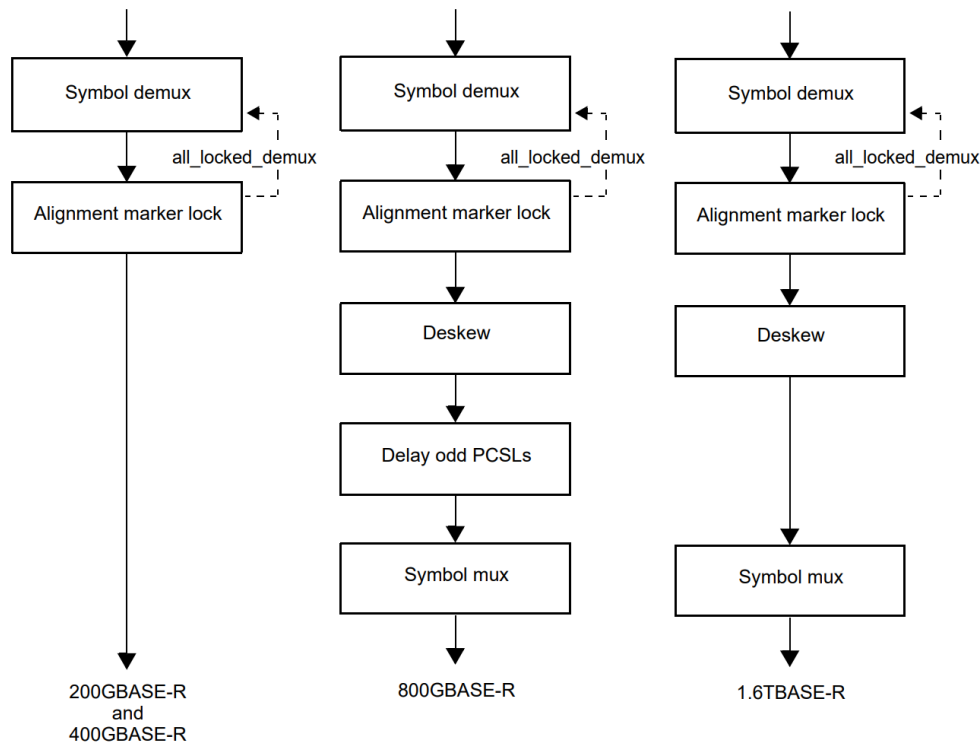 Symbol demux
all_locked_demux
Alignment marker lock
200GBASE-R
and
400GBASE-R
Symbol demux
all_locked_demux
Alignment marker lock
Deskew
Delay odd PCSLs
Symbol mux
800GBASE-R
Symbol demux
all_locked_demux
Alignment marker lock
Deskew
Symbol mux
1.6TBASE-R